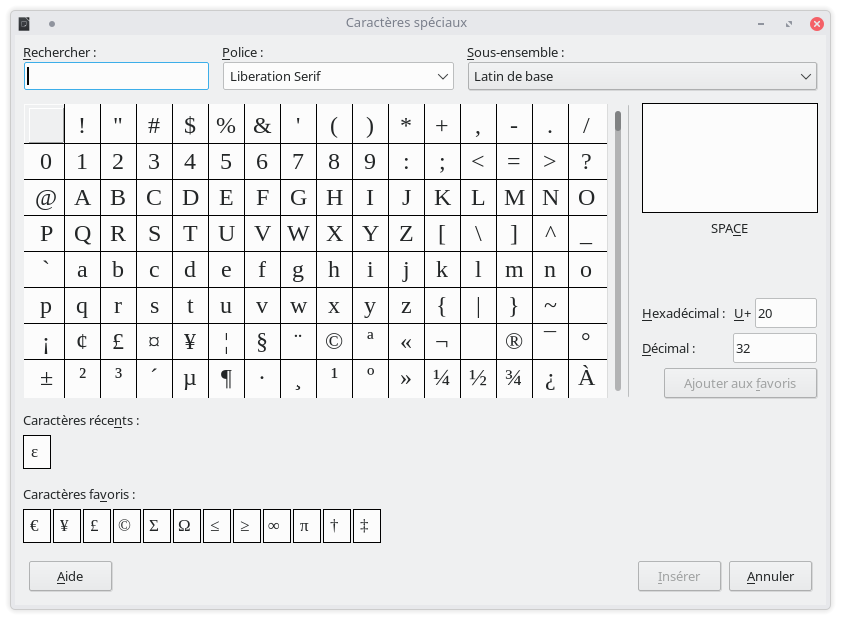 Caractères spéciaux
Rechercher : Police : Sous-ensemble :
Liberation Serif Latin de base
! " # $ % & ' ( ) * + , - . /
0 1 2 3 4 5 6 7 8 9 : ; < = > ?
@ A B C D E F G H I J K L M N O
P Q R S T U V W X Y Z [ \ ] ^ _
` a b c d e f g h i j k l m n o
p q r s t u v w x y z { | } ~
¡ ¢ £ ¤ ¥ ¦ § ¨ © ª « ¬ ® ¯ °
± ² ³ ´ µ ¶ · ¸ ¹ º » ¼ ½ ¾ ¿ À
SPACE
Hexadécimal : U+ 20
Décimal : 32
Ajouter aux favoris
Caractères récents :
ε
Caractères favoris :
€ ¥ £ © Σ Ω ≤ ≥ ∞ π † ‡
Aide Insérer Annuler